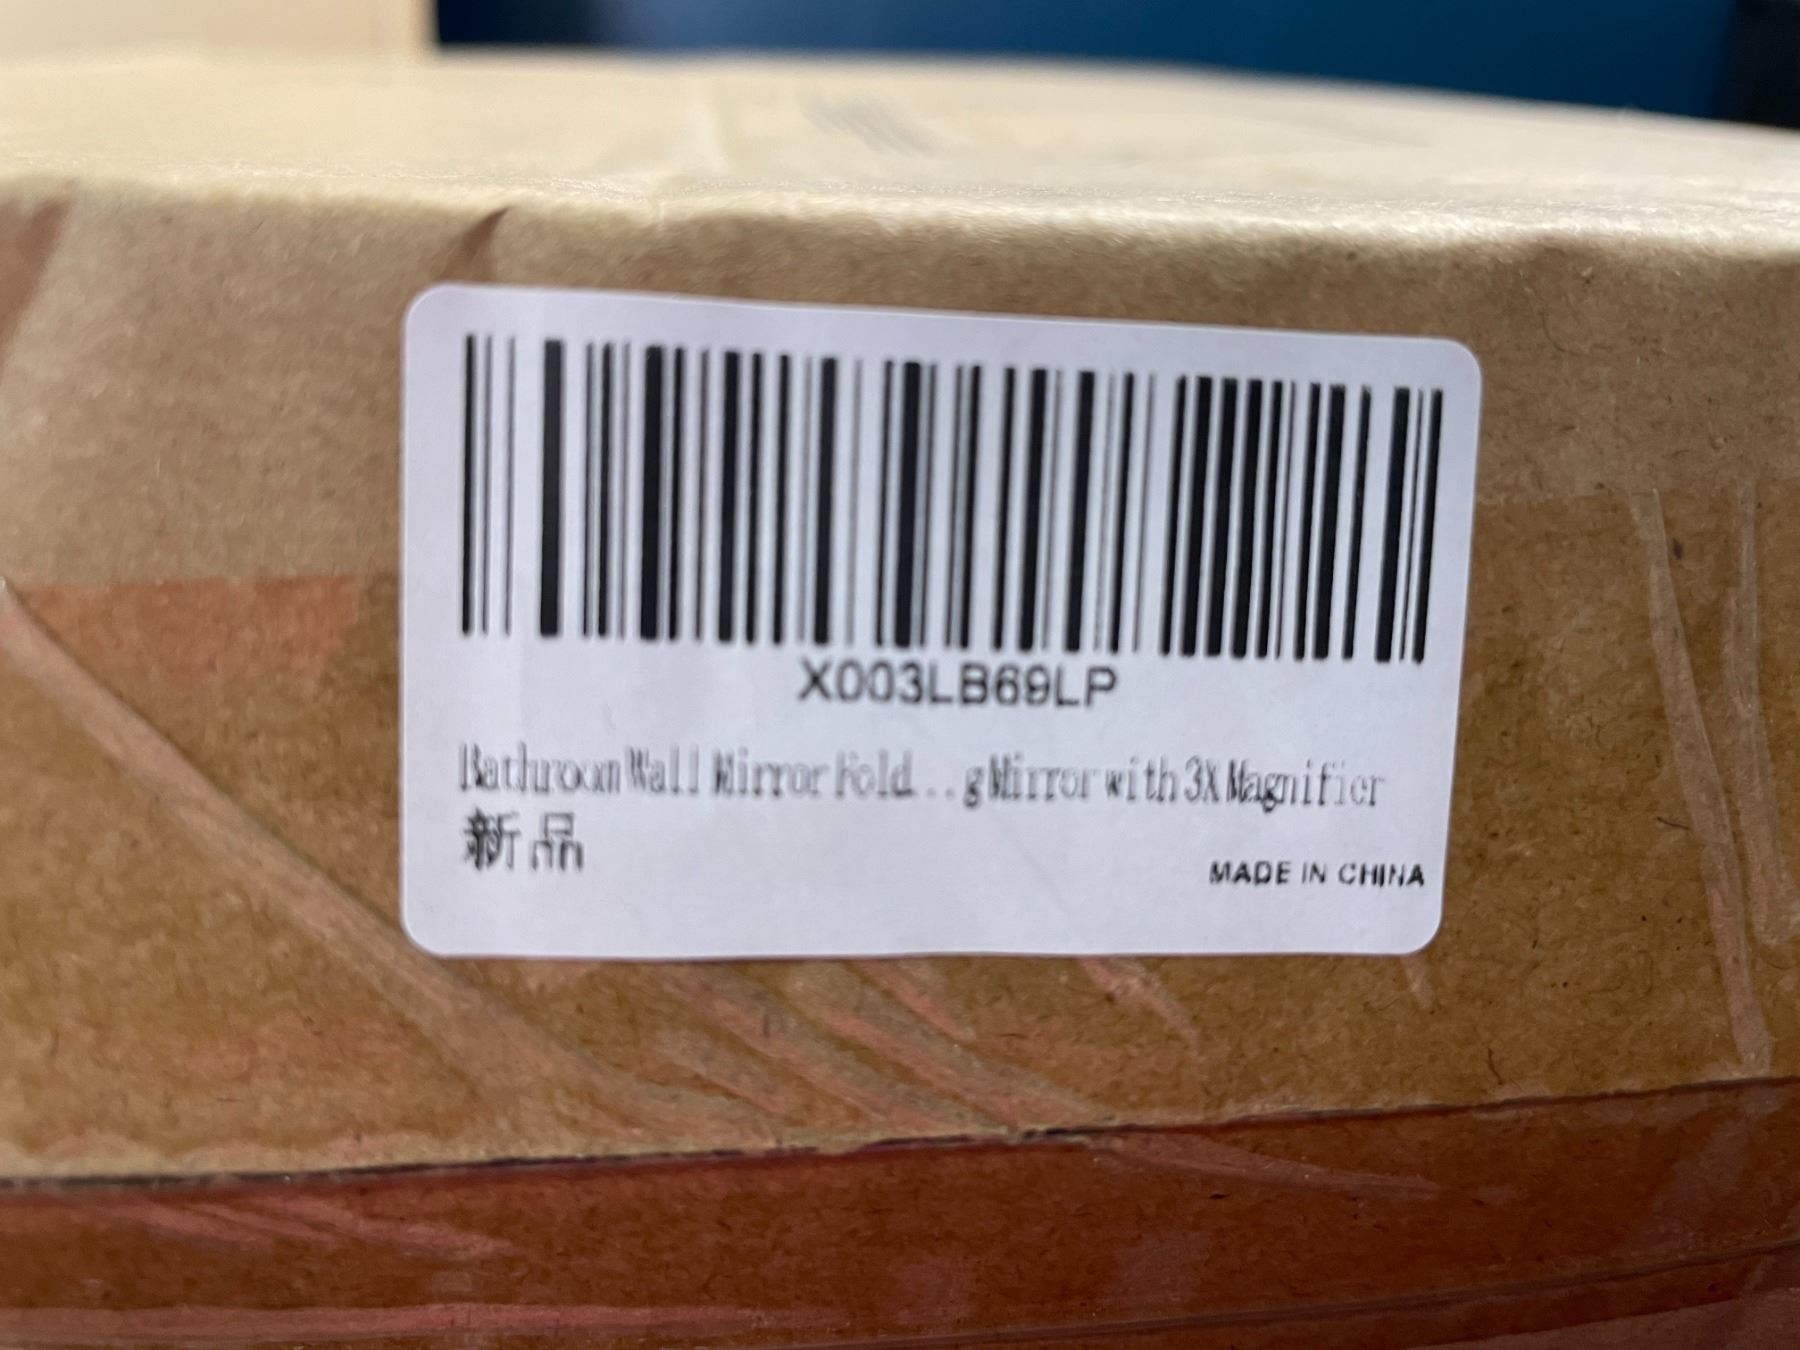 X003LB69LP
Bathroom Wall Mirror Fold...g Mirror with 3X Magnifier
新品
MADE IN CHINA